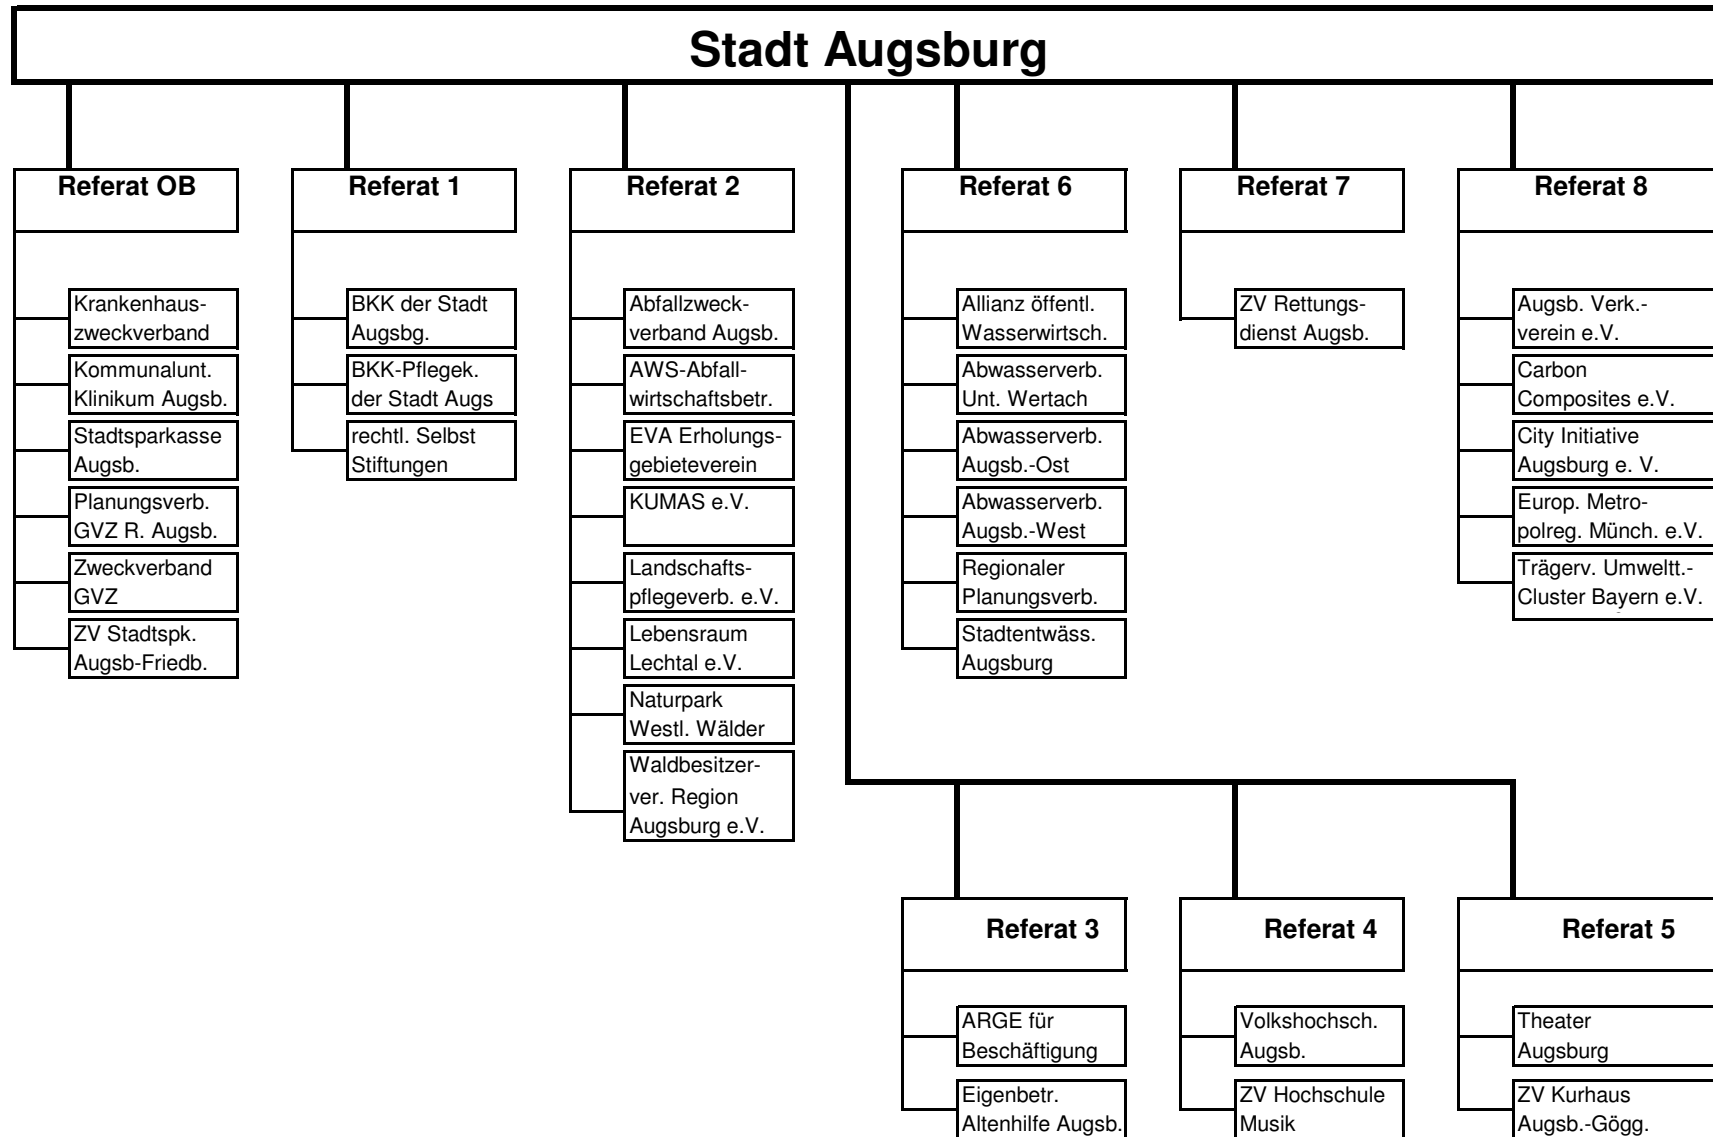 Stadt Augsburg
Referat OB
Krankenhaus-
zweckverband
Kommunalunt.
Klinikum Augsb.
Stadtsparkasse
Augsb.
Planungsverb.
GVZ R. Augsb.
Zweckverband
GVZ
ZV Stadtspk.
Augsb-Friedb.
Referat 1
BKK der Stadt
Augsbg.
BKK-Pflegek.
der Stadt Augs
rechtl. Selbst
Stiftungen
Referat 2
Abfallzweck-
verband Augsb.
AWS-Abfall-
wirtschaftsbetr.
EVA Erholungs-
gebieteverein
KUMAS e.V.
Landschafts-
pflegeverb. e.V.
Lebensraum
Lechtal e.V.
Naturpark
Westl. Wälder
Waldbesitzer-
ver. Region
Augsburg e.V.
Referat 6
Allianz öffentl.
Wasserwirtsch.
Abwasserverb.
Unt. Wertach
Abwasserverb.
Augsb.-Ost
Abwasserverb.
Augsb.-West
Regionaler
Planungsverb.
Stadtentwäss.
Augsburg
Referat 7
ZV Rettungs-
dienst Augsb.
Referat 8
Augsb. Verk.-
verein e.V.
Carbon
Composites e.V.
City Initiative
Augsburg e. V.
Europ. Metro-
polreg. Münch. e.V.
Trägerv. Umweltt.-
Cluster Bayern e.V.
Referat 3
ARGE für
Beschäftigung
Eigenbetr.
Altenhilfe Augsb.
Referat 4
Volkshochsch.
Augsb.
ZV Hochschule
Musik
Referat 5
Theater
Augsburg
ZV Kurhaus
Augsb.-Gögg.